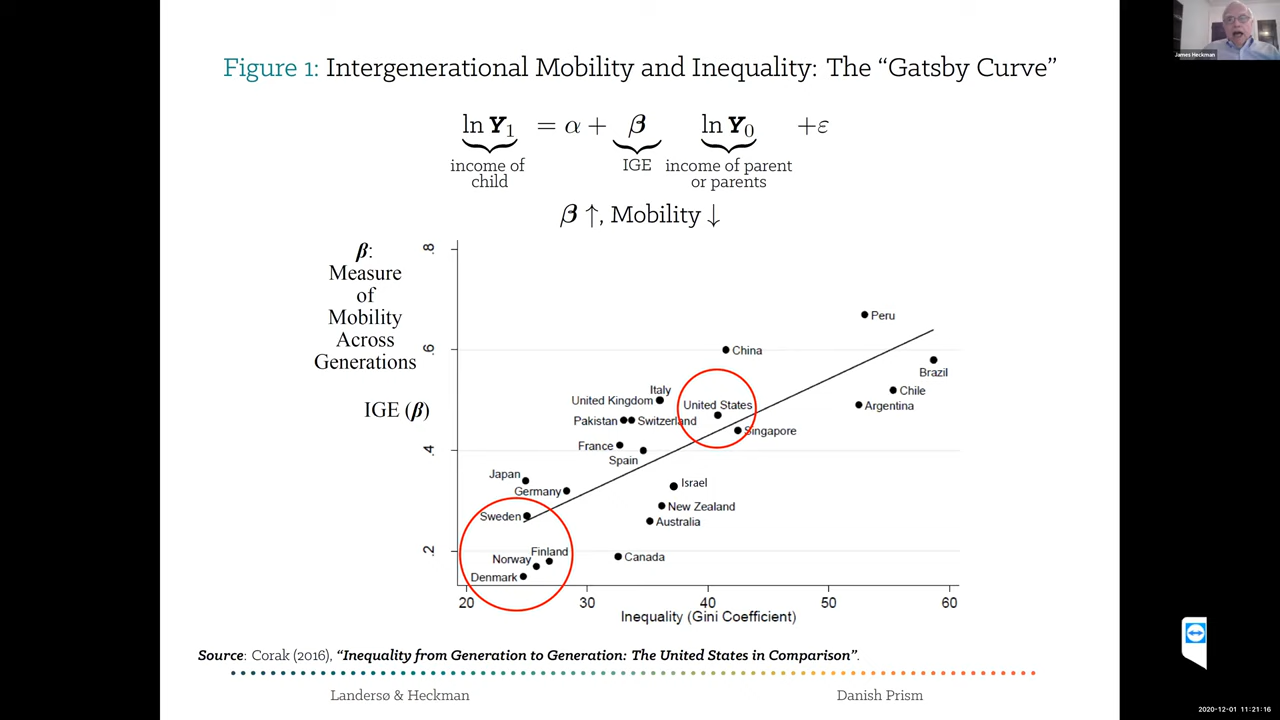 James Heckman
Figure 1: Intergenerational Mobility and Inequality: The “Gatsby Curve”
ln Y₁ = α + β ln Y₀ + ε
income of child
IGE
income of parent or parents
β ↑, Mobility ↓
β:
Measure
of
Mobility
Across
Generations
IGE (β)
.8
.6
.4
.2
Peru
China
Brazil
Italy
Chile
United Kingdom
United States
Argentina
Pakistan
Switzerland
Singapore
France
Spain
Japan
Israel
Germany
New Zealand
Sweden
Australia
Finland
Norway
Canada
Denmark
20 30 40 50 60
Inequality (Gini Coefficient)
Source: Corak (2016), “Inequality from Generation to Generation: The United States in Comparison”.
Landersø & Heckman
Danish Prism
2020-12-01 11:21:16